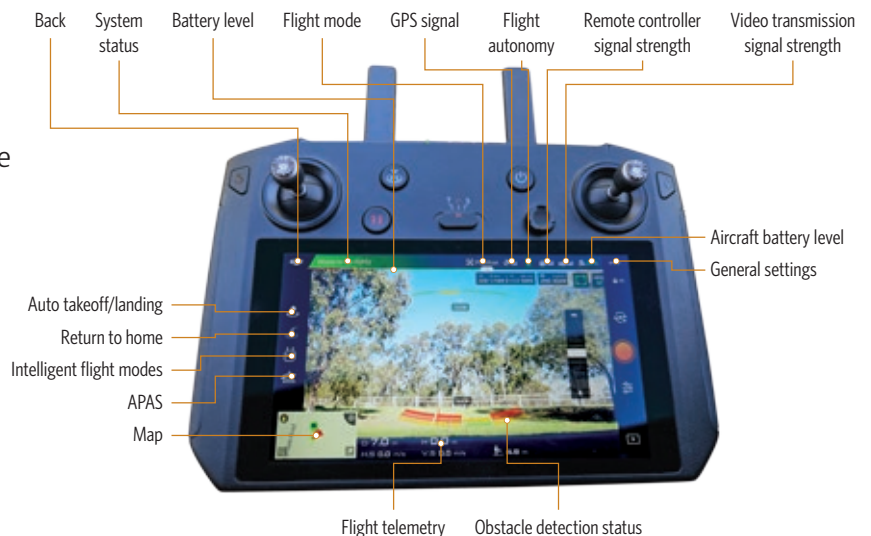 Back
System
status
Battery level
Flight mode
GPS signal
Flight
autonomy
Remote controller
signal strength
Video transmission
signal strength
e
Aircraft battery level
General settings
Auto takeoff/landing
Return to home
Intelligent flight modes
APAS
Map
Flight telemetry
Obstacle detection status